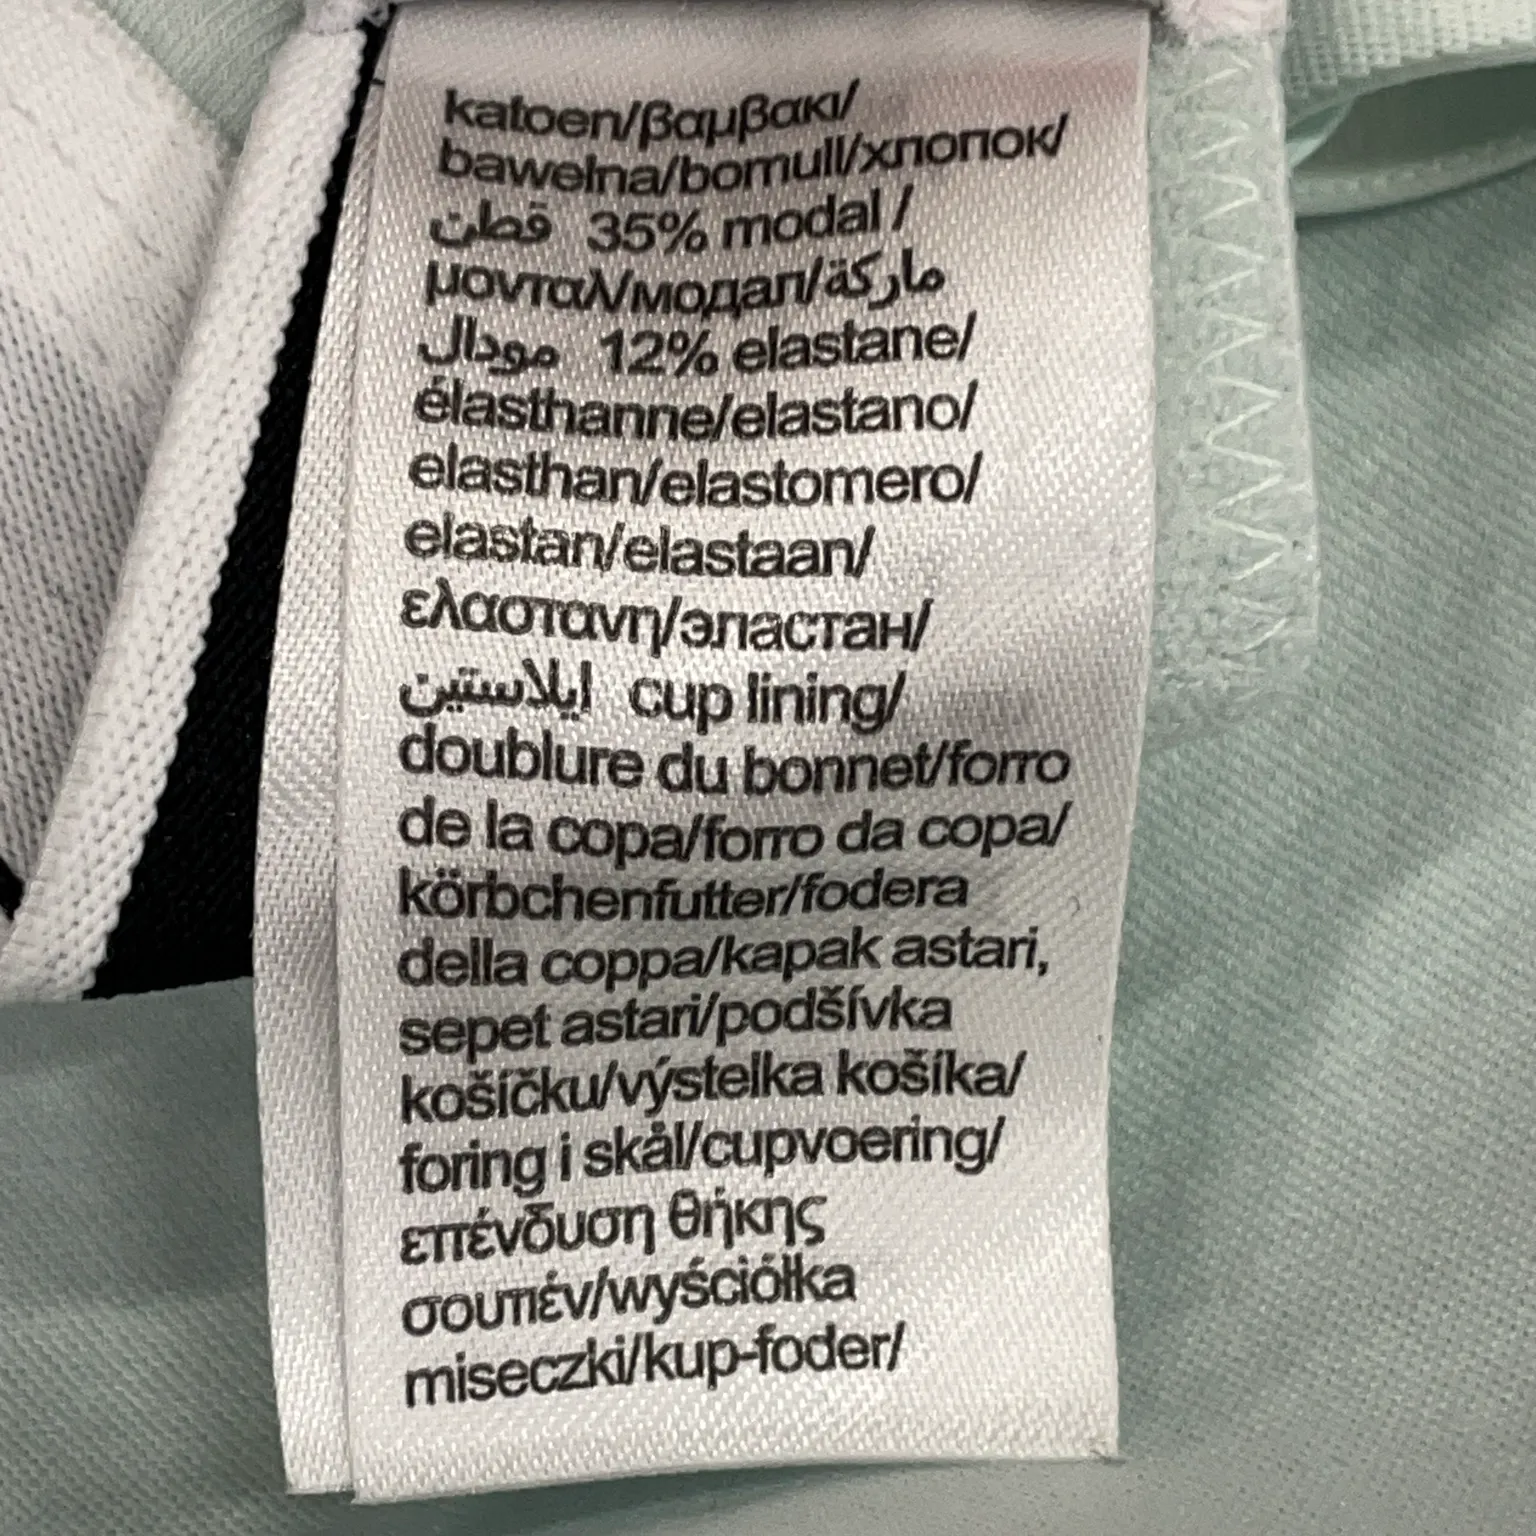 katoen/βαμβακι/
bawełna/bomull/хлопок/
قطن 35% modal /
μονταλ/модал/ماركة
مودال 12% elastane/
élasthanne/elastano/
elasthan/elastomero/
elastan/elastaan/
ελαστανη/эластан/
ايلاستين cup lining/
doublure du bonnet/forro
de la copa/forro da copa/
körbchenfutter/fodera
della coppa/kapak astari,
sepet astari/podšívka
košíčku/výstelka košíka/
foring i skål/cupvoering/
επένδυση θήκης
σουτιέν/wyściółka
miseczki/kup-foder/